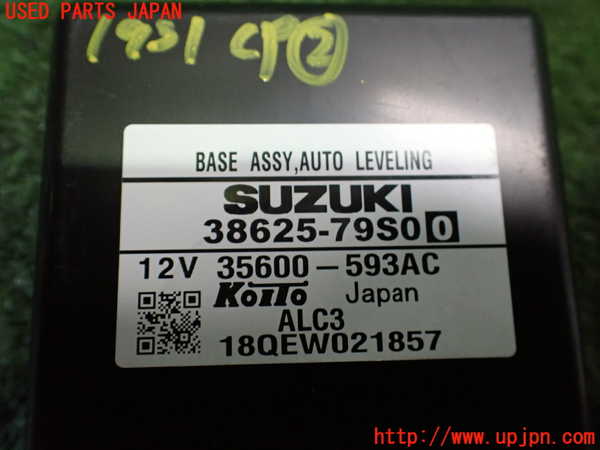 USED PARTS JAPAN
1931 CP②
BASE ASSY,AUTO LEVELING
SUZUKI
38625-79S00
12V 35600-593AC
KOITO Japan
ALC3
18QEW021857
http://www.upjpn.com/